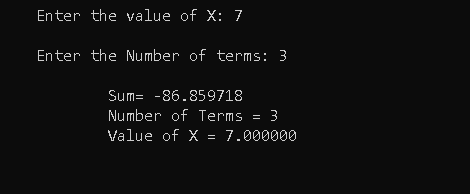 Enter the value of X: 7
Enter the Number of terms: 3
Sum= -86.859718
Number of Terms = 3
Value of X = 7.000000